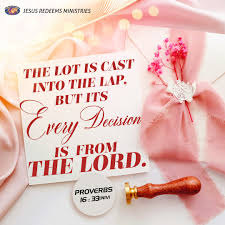 JESUS REDEEMS MINISTRIES
THE LOT IS CAST
INTO THE LAP.
BUT ITS
Every Decision
IS FROM
THE LORD.
PROVERBS
16 : 33